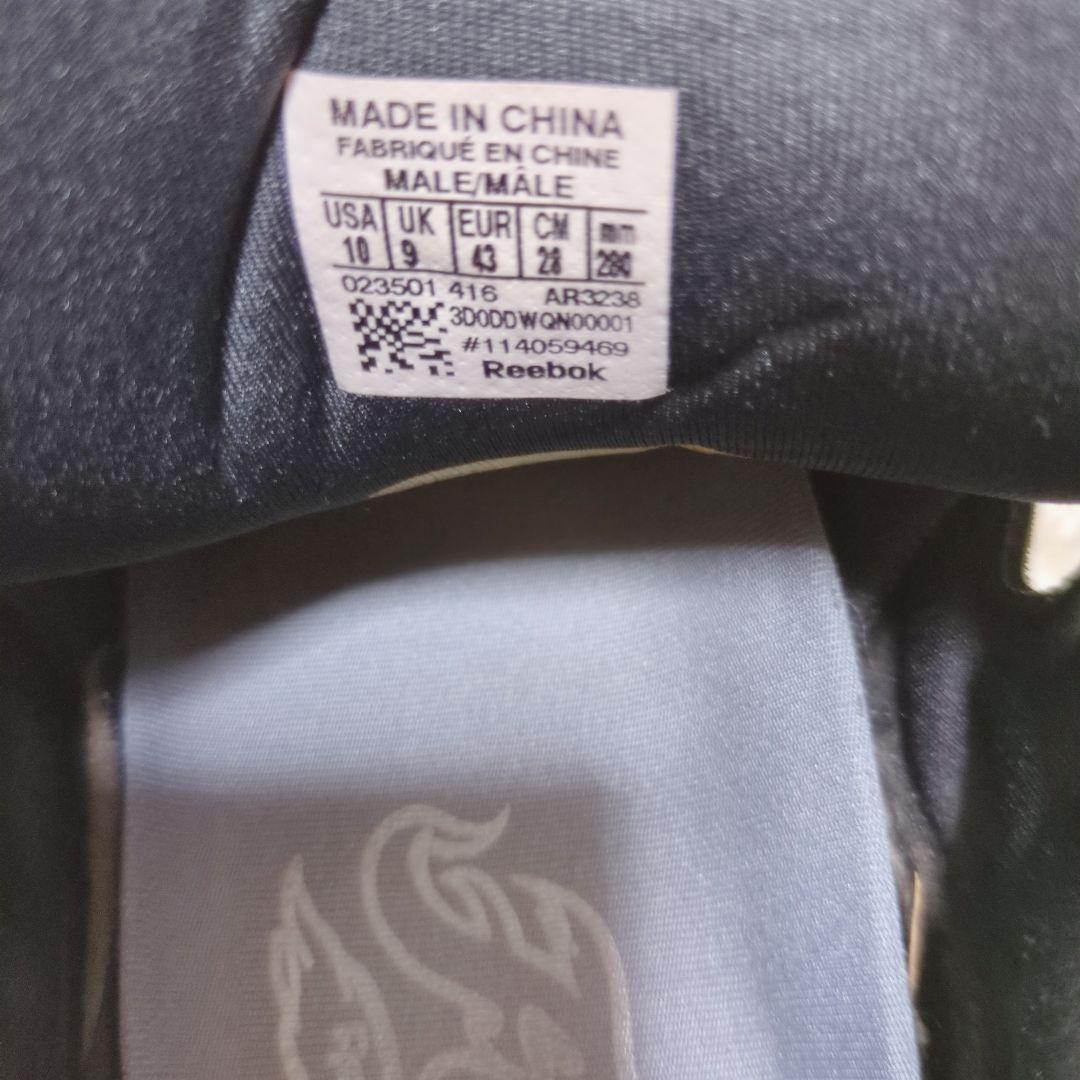 MADE IN CHINA
FABRIQUÉ EN CHINE
MALE/MÂLE
USA UK EUR CM mm
10 9 43 28 280
023501 416 AR3238
3D0DDWQN00001
#114059469
Reebok